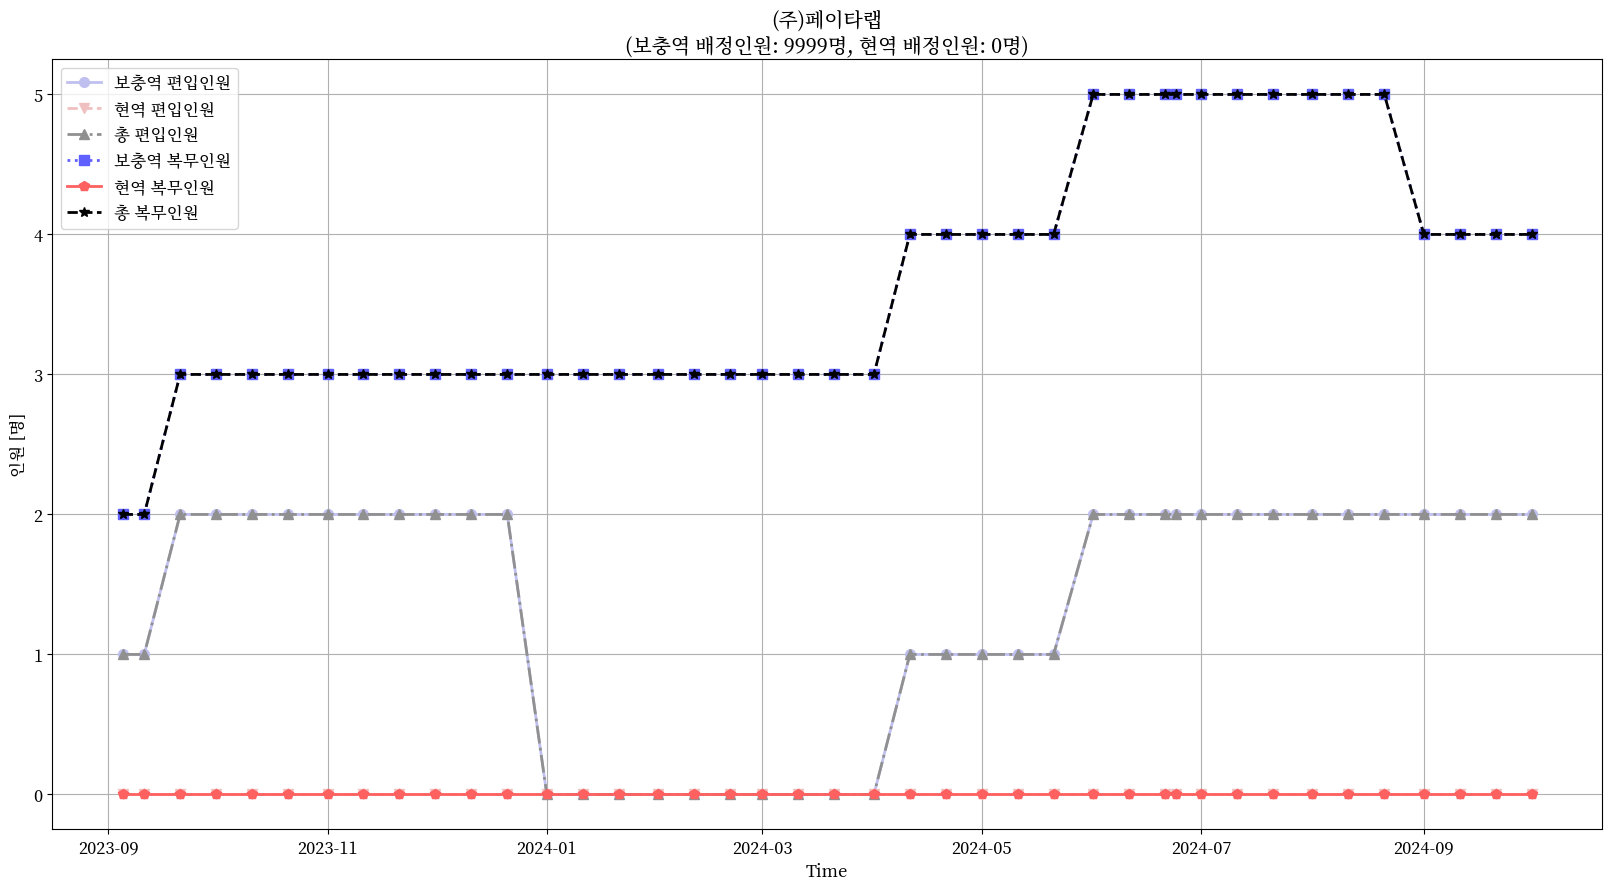 (주)페이타랩
(보충역 배정인원: 9999명, 현역 배정인원: 0명)
보충역 편입인원
현역 편입인원
총 편입인원
보충역 복무인원
현역 복무인원
총 복무인원
인원 [명]
5
4
3
2
1
0
2023-09
2023-11
2024-01
2024-03
2024-05
2024-07
2024-09
Time